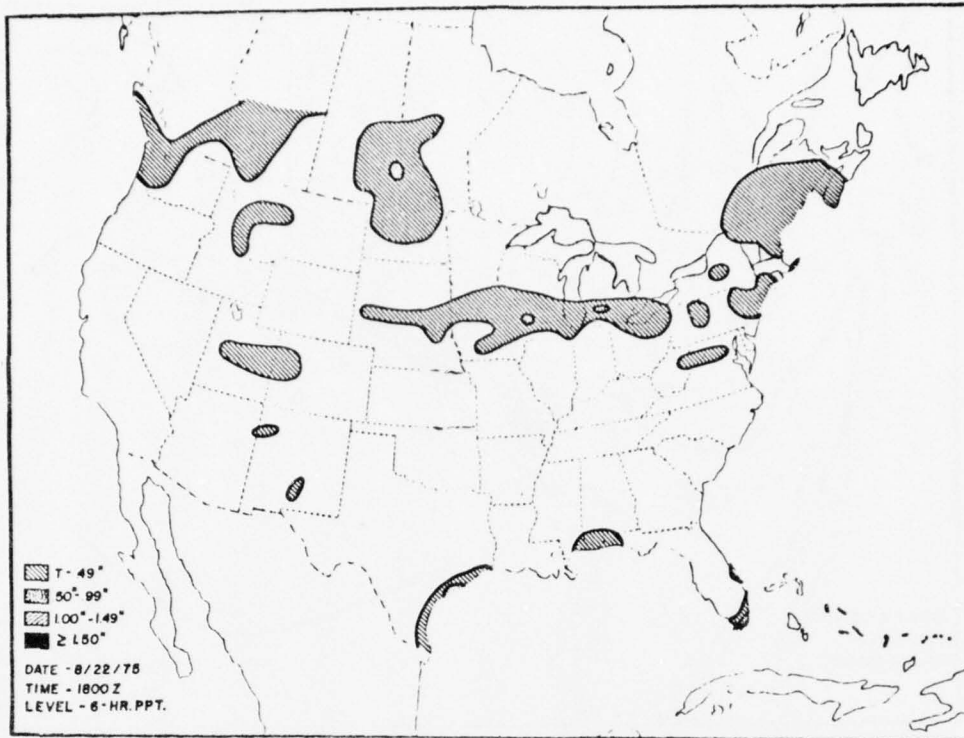 T-.49"
.50"-.99"
1.00"-1.49"
≥ 1.50"
DATE - 8/22/75
TIME - 1800 Z
LEVEL - 6-HR. PPT.